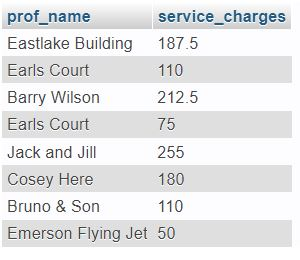 prof_name service_charges
Eastlake Building 187.5
Earls Court 110
Barry Wilson 212.5
Earls Court 75
Jack and Jill 255
Cosey Here 180
Bruno & Son 110
Emerson Flying Jet 50